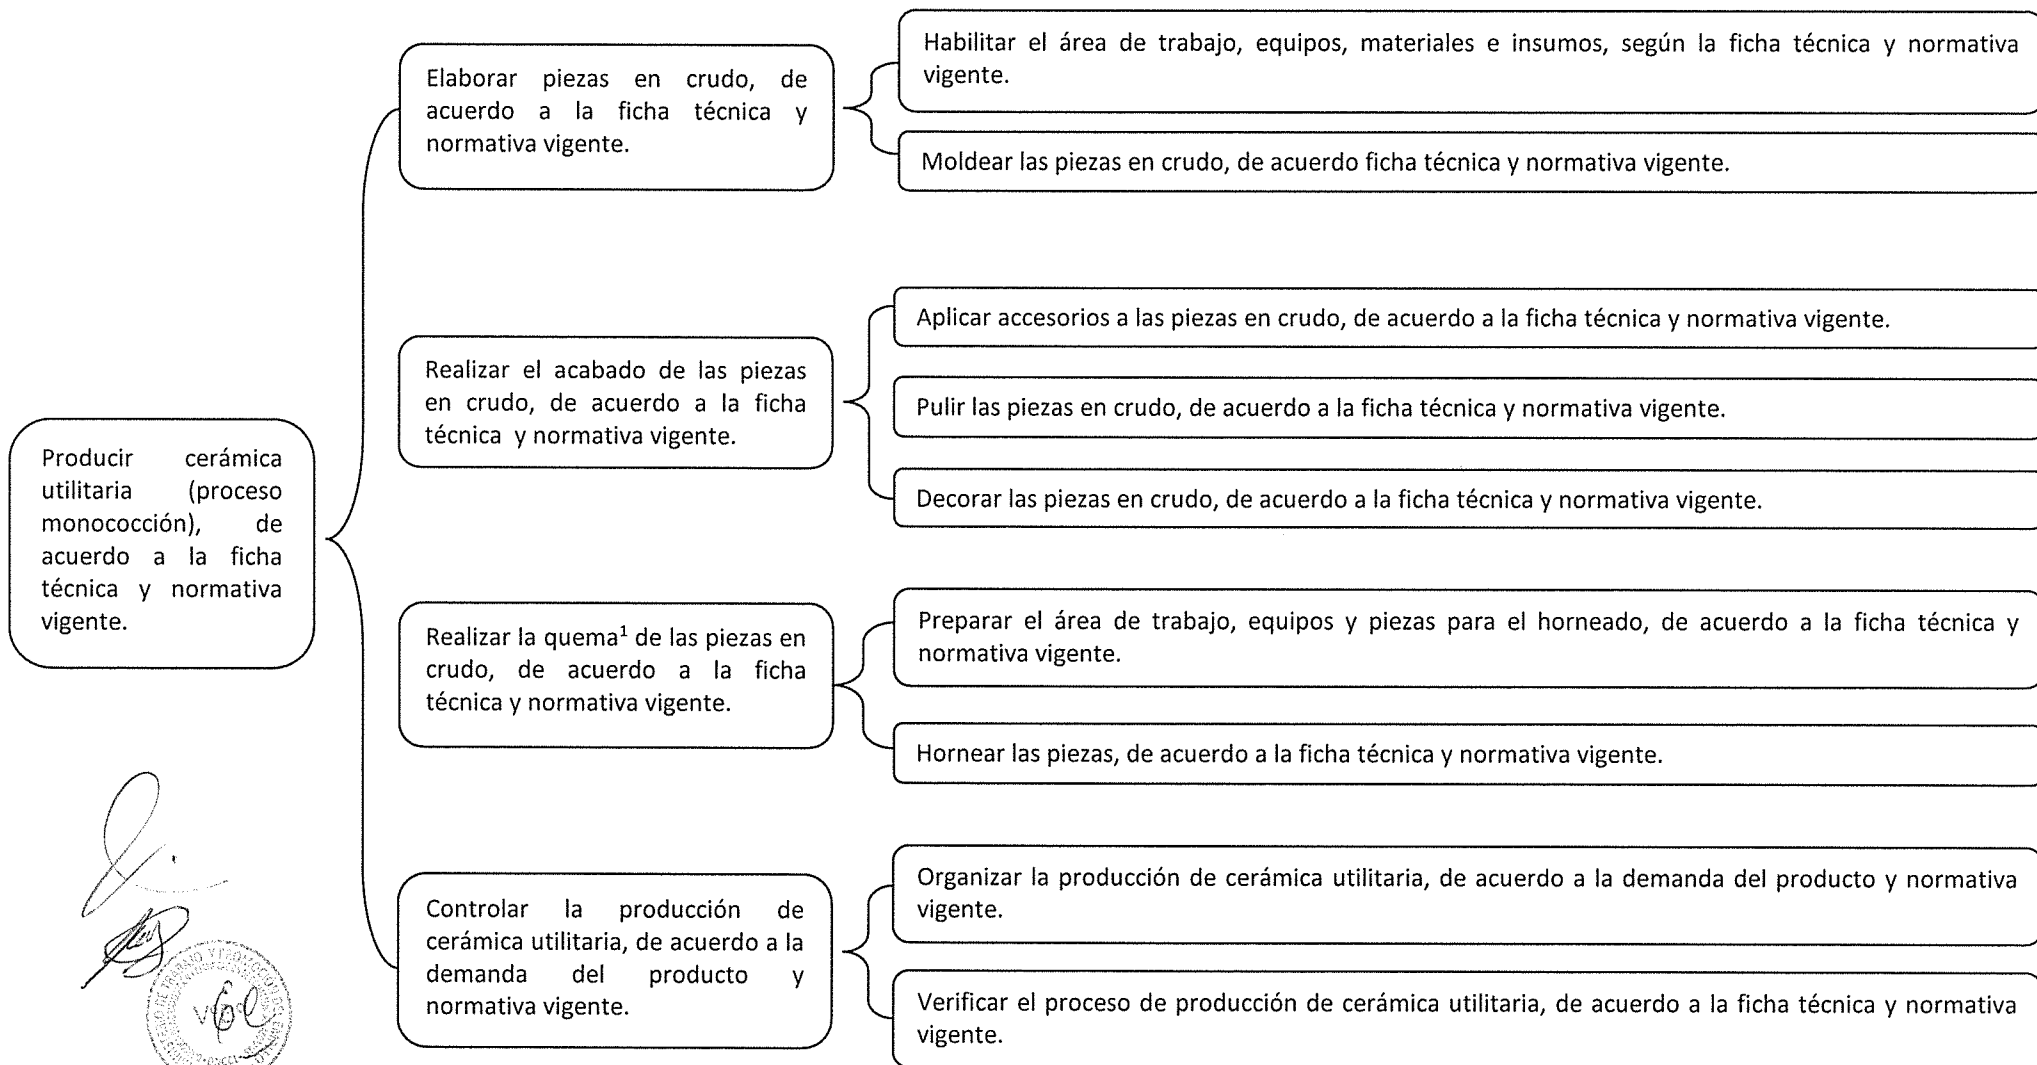 Producir cerámica
utilitaria (proceso
monococción), de
acuerdo a la ficha
técnica y normativa
vigente.
Elaborar piezas en crudo, de
acuerdo a la ficha técnica y
normativa vigente.
Habilitar el área de trabajo, equipos, materiales e insumos, según la ficha técnica y normativa
vigente.
Moldear las piezas en crudo, de acuerdo ficha técnica y normativa vigente.
Realizar el acabado de las piezas
en crudo, de acuerdo a la ficha
técnica y normativa vigente.
Aplicar accesorios a las piezas en crudo, de acuerdo a la ficha técnica y normativa vigente.
Pulir las piezas en crudo, de acuerdo a la ficha técnica y normativa vigente.
Decorar las piezas en crudo, de acuerdo a la ficha técnica y normativa vigente.
Realizar la quema¹ de las piezas en
crudo, de acuerdo a la ficha
técnica y normativa vigente.
Preparar el área de trabajo, equipos y piezas para el horneado, de acuerdo a la ficha técnica y
normativa vigente.
Hornear las piezas, de acuerdo a la ficha técnica y normativa vigente.
Controlar la producción de
cerámica utilitaria, de acuerdo a la
demanda del producto y
normativa vigente.
Organizar la producción de cerámica utilitaria, de acuerdo a la demanda del producto y normativa
vigente.
Verificar el proceso de producción de cerámica utilitaria, de acuerdo a la ficha técnica y normativa
vigente.